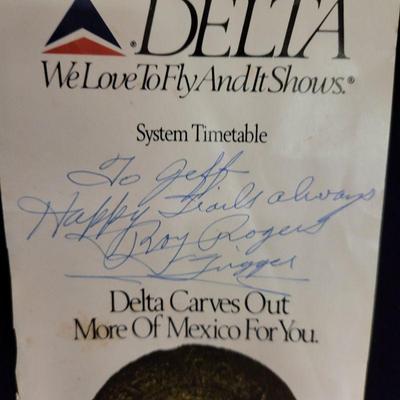 DELTA
We Love To Fly And It Shows.®
System Timetable
To Jeff
Happy Trails always
Roy Rogers
Trigger
Delta Carves Out
More Of Mexico For You.